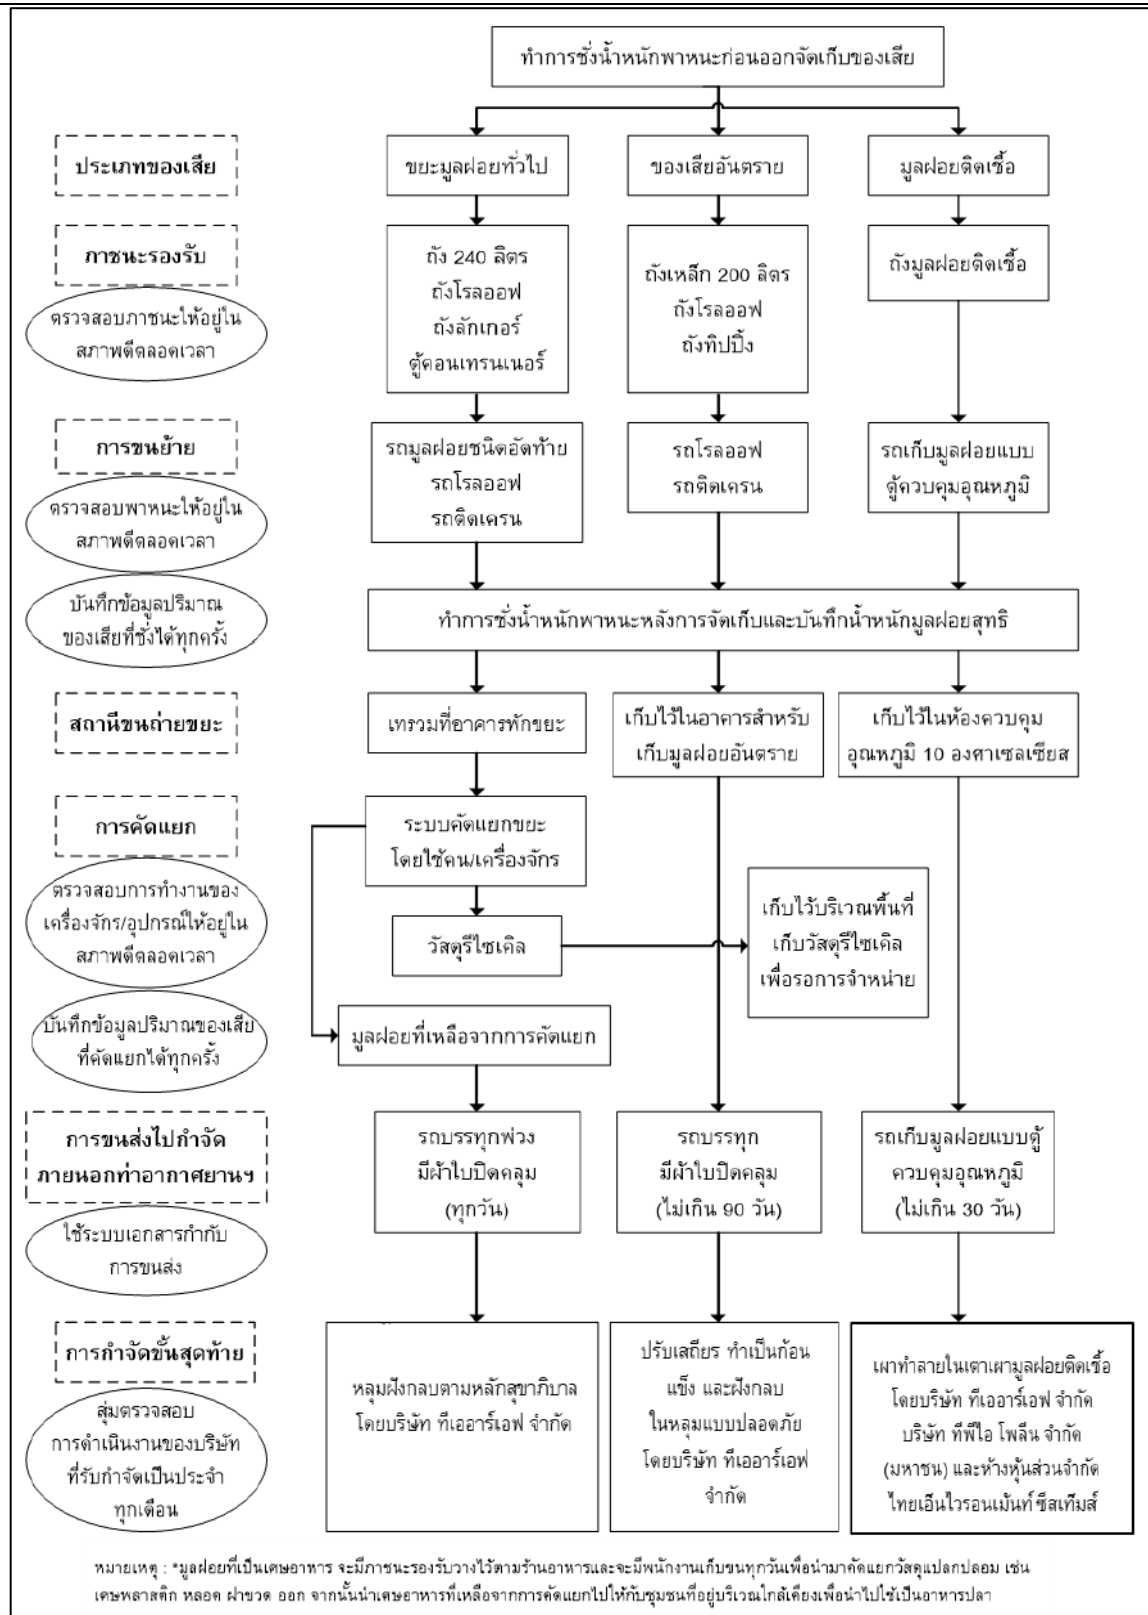 ทำการชั่งน้ำหนักพาหนะก่อนออกจัดเก็บของเสีย
ประเภทของเสีย
ขยะมูลฝอยทั่วไป
ของเสียอันตราย
มูลฝอยติดเชื้อ
ภาชนะรองรับ
ตรวจสอบภาชนะให้อยู่ใน
สภาพดีตลอดเวลา
ถัง 240 ลิตร
ถังโรลออฟ
ถังลักเกอร์
ตู้คอนเทรนเนอร์
ถังเหล็ก 200 ลิตร
ถังโรลออฟ
ถังทิปปิ้ง
ถังมูลฝอยติดเชื้อ
การขนย้าย
ตรวจสอบพาหนะให้อยู่ใน
สภาพดีตลอดเวลา
รถมูลฝอยชนิดอัดท้าย
รถโรลออฟ
รถติดเครน
รถโรลออฟ
รถติดเครน
รถเก็บมูลฝอยแบบ
ตู้ควบคุมอุณหภูมิ
บันทึกข้อมูลปริมาณ
ของเสียที่ชั่งได้ทุกครั้ง
ทำการชั่งน้ำหนักพาหนะหลังการจัดเก็บและบันทึกน้ำหนักมูลฝอยสุทธิ
สถานีขนถ่ายขยะ
เทรวมที่อาคารพักขยะ
เก็บไว้ในอาคารสำหรับ
เก็บมูลฝอยอันตราย
เก็บไว้ในห้องควบคุม
อุณหภูมิ 10 องศาเซลเซียส
การคัดแยก
ตรวจสอบการทำงานของ
เครื่องจักร/อุปกรณ์ให้อยู่ใน
สภาพดีตลอดเวลา
ระบบคัดแยกขยะ
โดยใช้คน/เครื่องจักร
วัสดุรีไซเคิล
เก็บไว้บริเวณพื้นที่
เก็บวัสดุรีไซเคิล
เพื่อรอการจำหน่าย
บันทึกข้อมูลปริมาณของเสีย
ที่คัดแยกได้ทุกครั้ง
มูลฝอยที่เหลือจากการคัดแยก
การขนส่งไปกำจัด
ภายนอกท่าอากาศยานฯ
ใช้ระบบเอกสารกำกับ
การขนส่ง
รถบรรทุกพ่วง
มีผ้าใบปิดคลุม
(ทุกวัน)
รถบรรทุก
มีผ้าใบปิดคลุม
(ไม่เกิน 90 วัน)
รถเก็บมูลฝอยแบบตู้
ควบคุมอุณหภูมิ
(ไม่เกิน 30 วัน)
การกำจัดขั้นสุดท้าย
สุ่มตรวจสอบ
การดำเนินงานของบริษัท
ที่รับกำจัดเป็นประจำ
ทุกเดือน
หลุมฝังกลบตามหลักสุขาภิบาล
โดยบริษัท ทีเออาร์เอฟ จำกัด
ปรับเสถียร ทำเป็นก้อน
แข็ง และฝังกลบ
ในหลุมแบบปลอดภัย
โดยบริษัท ทีเออาร์เอฟ
จำกัด
เผาทำลายในเตาเผามูลฝอยติดเชื้อ
โดยบริษัท ทีเออาร์เอฟ จำกัด
บริษัท ทีพีไอ โพลีน จำกัด
(มหาชน) และห้างหุ้นส่วนจำกัด
ไทยเอ็นไวรอนเม้นท์ ซีสเท็มส์
หมายเหตุ : *มูลฝอยที่เป็นเศษอาหาร จะมีภาชนะรองรับวางไว้ตามร้านอาหารและจะมีพนักงานเก็บขนทุกวันเพื่อนำมาคัดแยกวัสดุแปลกปลอม เช่น
เศษพลาสติก หลอด ฝาขวด ออก จากนั้นนำเศษอาหารที่เหลือจากการคัดแยกไปให้กับชุมชนที่อยู่บริเวณใกล้เคียงเพื่อนำไปใช้เป็นอาหารปลา